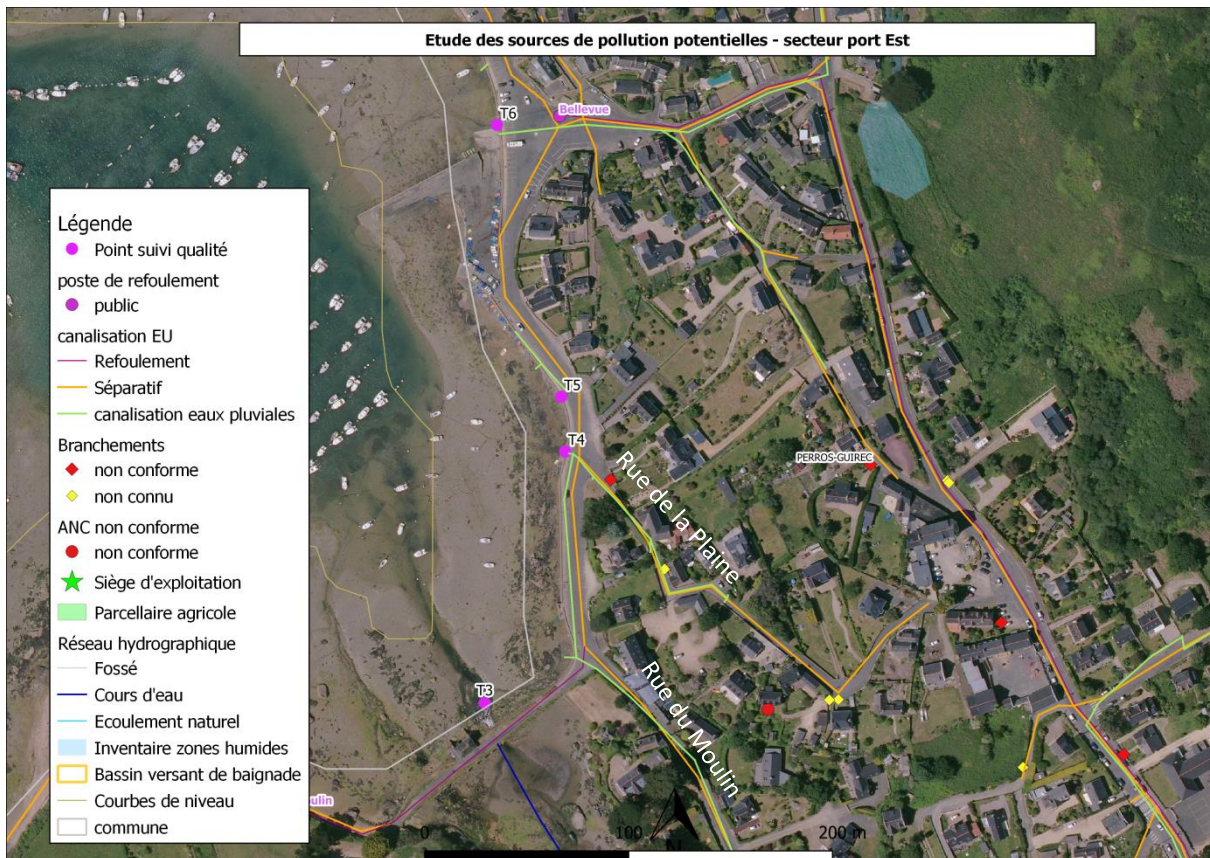 Etude des sources de pollution potentielles - secteur port Est
T6
Bellevue
Légende
Point suivi qualité
poste de refoulement
public
canalisation EU
Refoulement
Séparatif
canalisation eaux pluviales
Branchements
non conforme
non connu
ANC non conforme
non conforme
Siège d'exploitation
Parcellaire agricole
Réseau hydrographique
Fossé
Cours d'eau
Ecoulement naturel
Inventaire zones humides
Bassin versant de baignade
Courbes de niveau
commune
T5
T4
PERROS-GUIREC
Rue de la Plaine
T3
Rue du Moulin
oulin
0 100 200 m